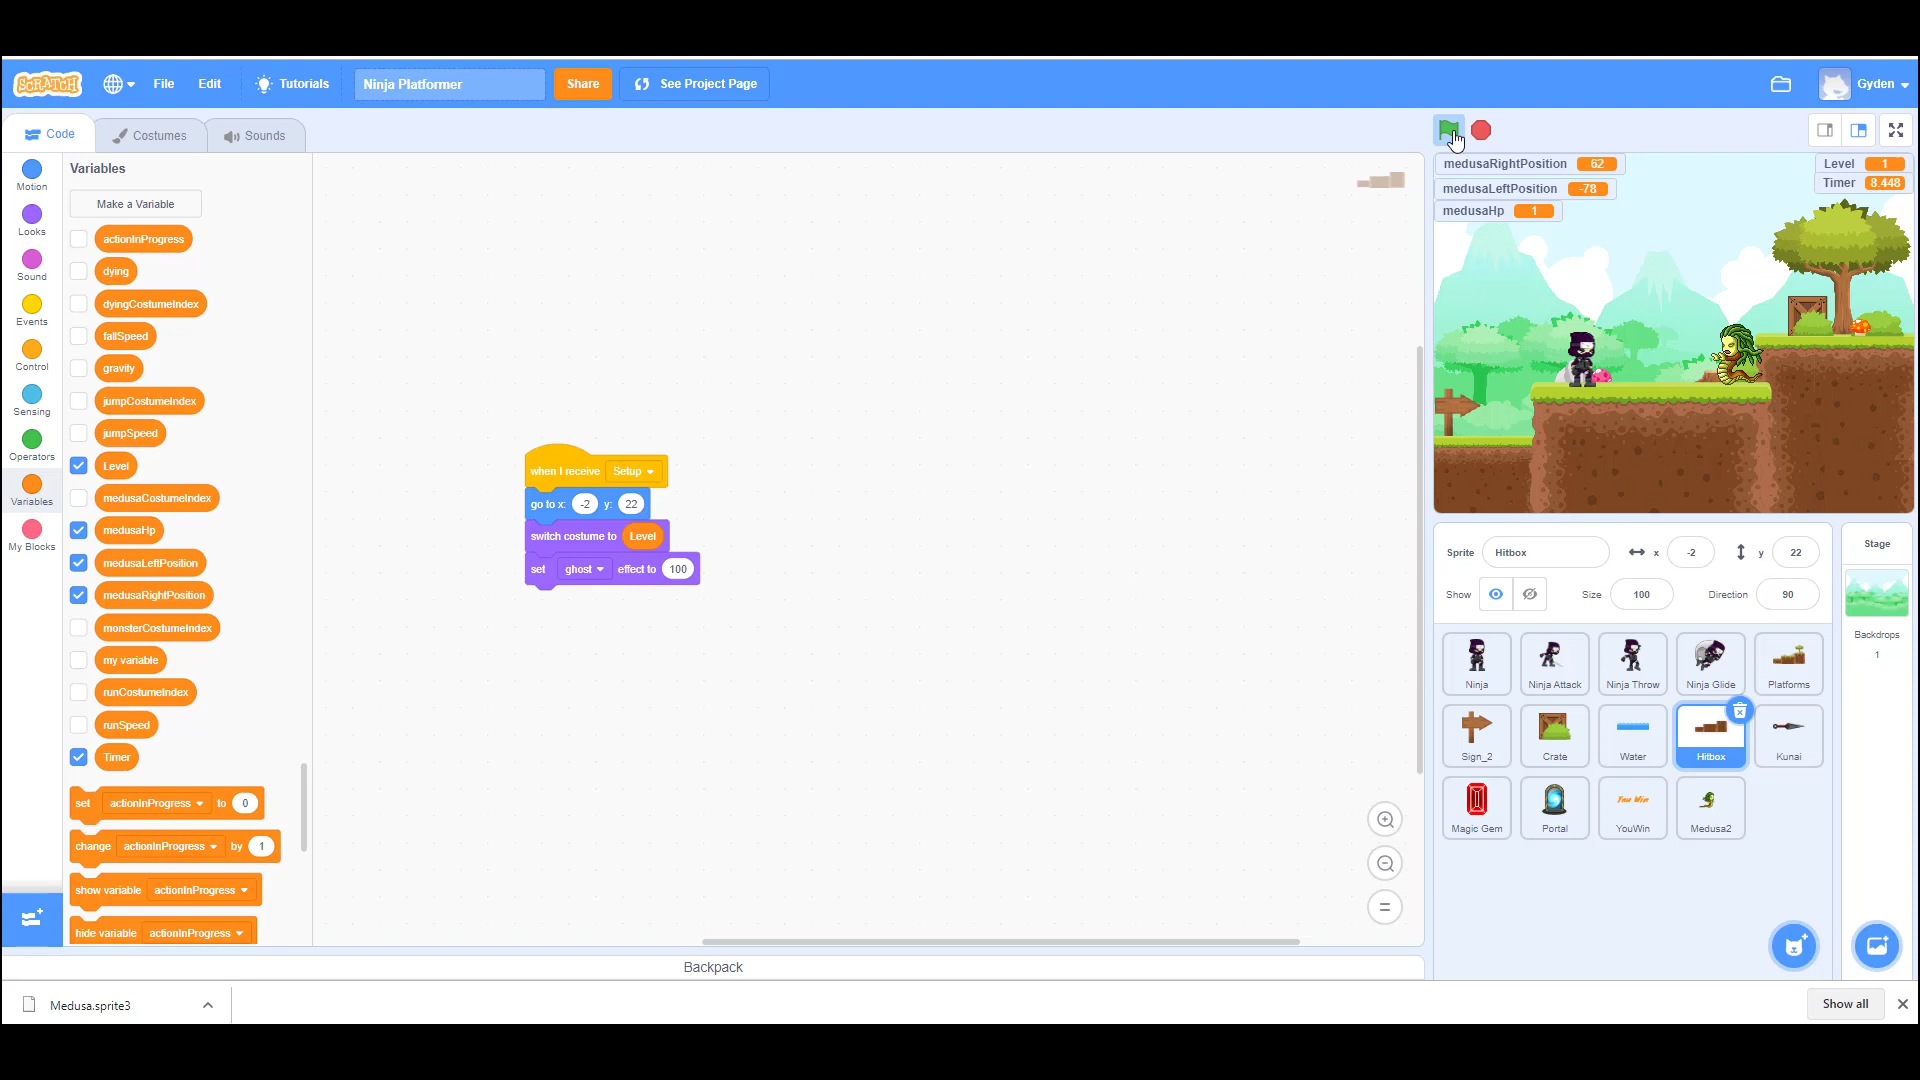 SCRATCH File Edit Tutorials Ninja Platformer Share See Project Page Gyden
Code Costumes Sounds
Motion
Looks
Sound
Events
Control
Sensing
Operators
Variables
My Blocks
Variables
Make a Variable
actionInProgress
dying
dyingCostumeIndex
fallSpeed
gravity
jumpCostumeIndex
jumpSpeed
Level
medusaCostumeIndex
medusaHp
medusaLeftPosition
medusaRightPosition
monsterCostumeIndex
my variable
runCostumeIndex
runSpeed
Timer
set actionInProgress to 0
change actionInProgress by 1
show variable actionInProgress
hide variable actionInProgress
when I receive Setup
go to x: -2 y: 22
switch costume to Level
set ghost effect to 100
medusaRightPosition 62
medusaLeftPosition -78
medusaHp 1
Level 1
Timer 8.448
Sprite Hitbox x -2 y 22
Show Size 100 Direction 90
Ninja Ninja Attack Ninja Throw Ninja Glide Platforms
Sign_2 Crate Water Hitbox Kunai
Magic Gem Portal You Win YouWin Medusa2
Stage
Backdrops
1
Backpack
Medusa.sprite3
Show all